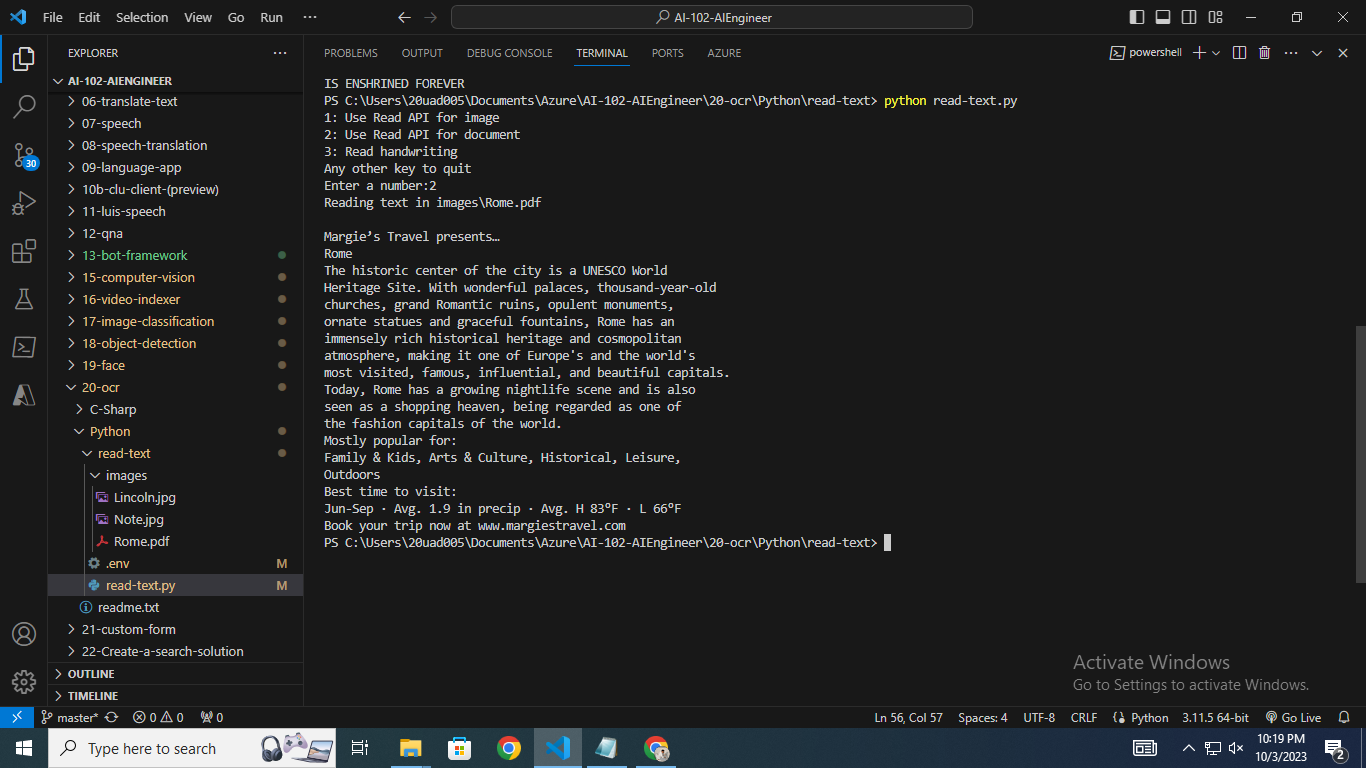 File Edit Selection View Go Run ···
AI-102-AIEngineer
EXPLORER ···
AI-102-AIENGINEER
06-translate-text
07-speech
08-speech-translation
09-language-app
10b-clu-client-(preview)
11-luis-speech
12-qna
13-bot-framework
15-computer-vision
16-video-indexer
17-image-classification
18-object-detection
19-face
20-ocr
C-Sharp
Python
read-text
images
Lincoln.jpg
Note.jpg
Rome.pdf
.env M
read-text.py M
readme.txt
21-custom-form
22-Create-a-search-solution
OUTLINE
TIMELINE
30
PROBLEMS OUTPUT DEBUG CONSOLE TERMINAL PORTS AZURE
powershell
IS ENSHRINED FOREVER
PS C:\Users\20uad005\Documents\Azure\AI-102-AIEngineer\20-ocr\Python\read-text> python read-text.py
1: Use Read API for image
2: Use Read API for document
3: Read handwriting
Any other key to quit
Enter a number:2
Reading text in images\Rome.pdf
Margie’s Travel presents…
Rome
The historic center of the city is a UNESCO World
Heritage Site. With wonderful palaces, thousand-year-old
churches, grand Romantic ruins, opulent monuments,
ornate statues and graceful fountains, Rome has an
immensely rich historical heritage and cosmopolitan
atmosphere, making it one of Europe's and the world's
most visited, famous, influential, and beautiful capitals.
Today, Rome has a growing nightlife scene and is also
seen as a shopping heaven, being regarded as one of
the fashion capitals of the world.
Mostly popular for:
Family & Kids, Arts & Culture, Historical, Leisure,
Outdoors
Best time to visit:
Jun-Sep · Avg. 1.9 in precip · Avg. H 83ºF · L 66ºF
Book your trip now at www.margiestravel.com
PS C:\Users\20uad005\Documents\Azure\AI-102-AIEngineer\20-ocr\Python\read-text>
Activate Windows
Go to Settings to activate Windows.
master* 0 0 0
Ln 56, Col 57 Spaces: 4 UTF-8 CRLF Python 3.11.5 64-bit Go Live
Type here to search
10:19 PM
10/3/2023
2